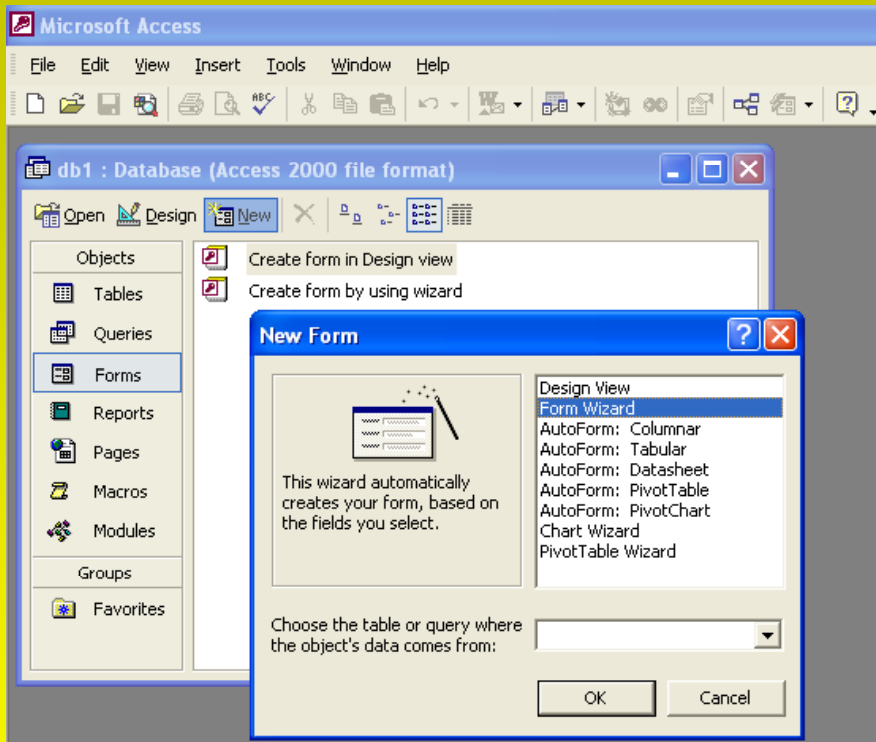 Microsoft Access
File Edit View Insert Tools Window Help
ABC
db1 : Database (Access 2000 file format)
Open Design New
Objects
Tables
Queries
Forms
Reports
Pages
Macros
Modules
Groups
Favorites
Create form in Design view
Create form by using wizard
New Form
This wizard automatically
creates your form, based on
the fields you select.
Design View
Form Wizard
AutoForm: Columnar
AutoForm: Tabular
AutoForm: Datasheet
AutoForm: PivotTable
AutoForm: PivotChart
Chart Wizard
PivotTable Wizard
Choose the table or query where
the object's data comes from:
OK Cancel